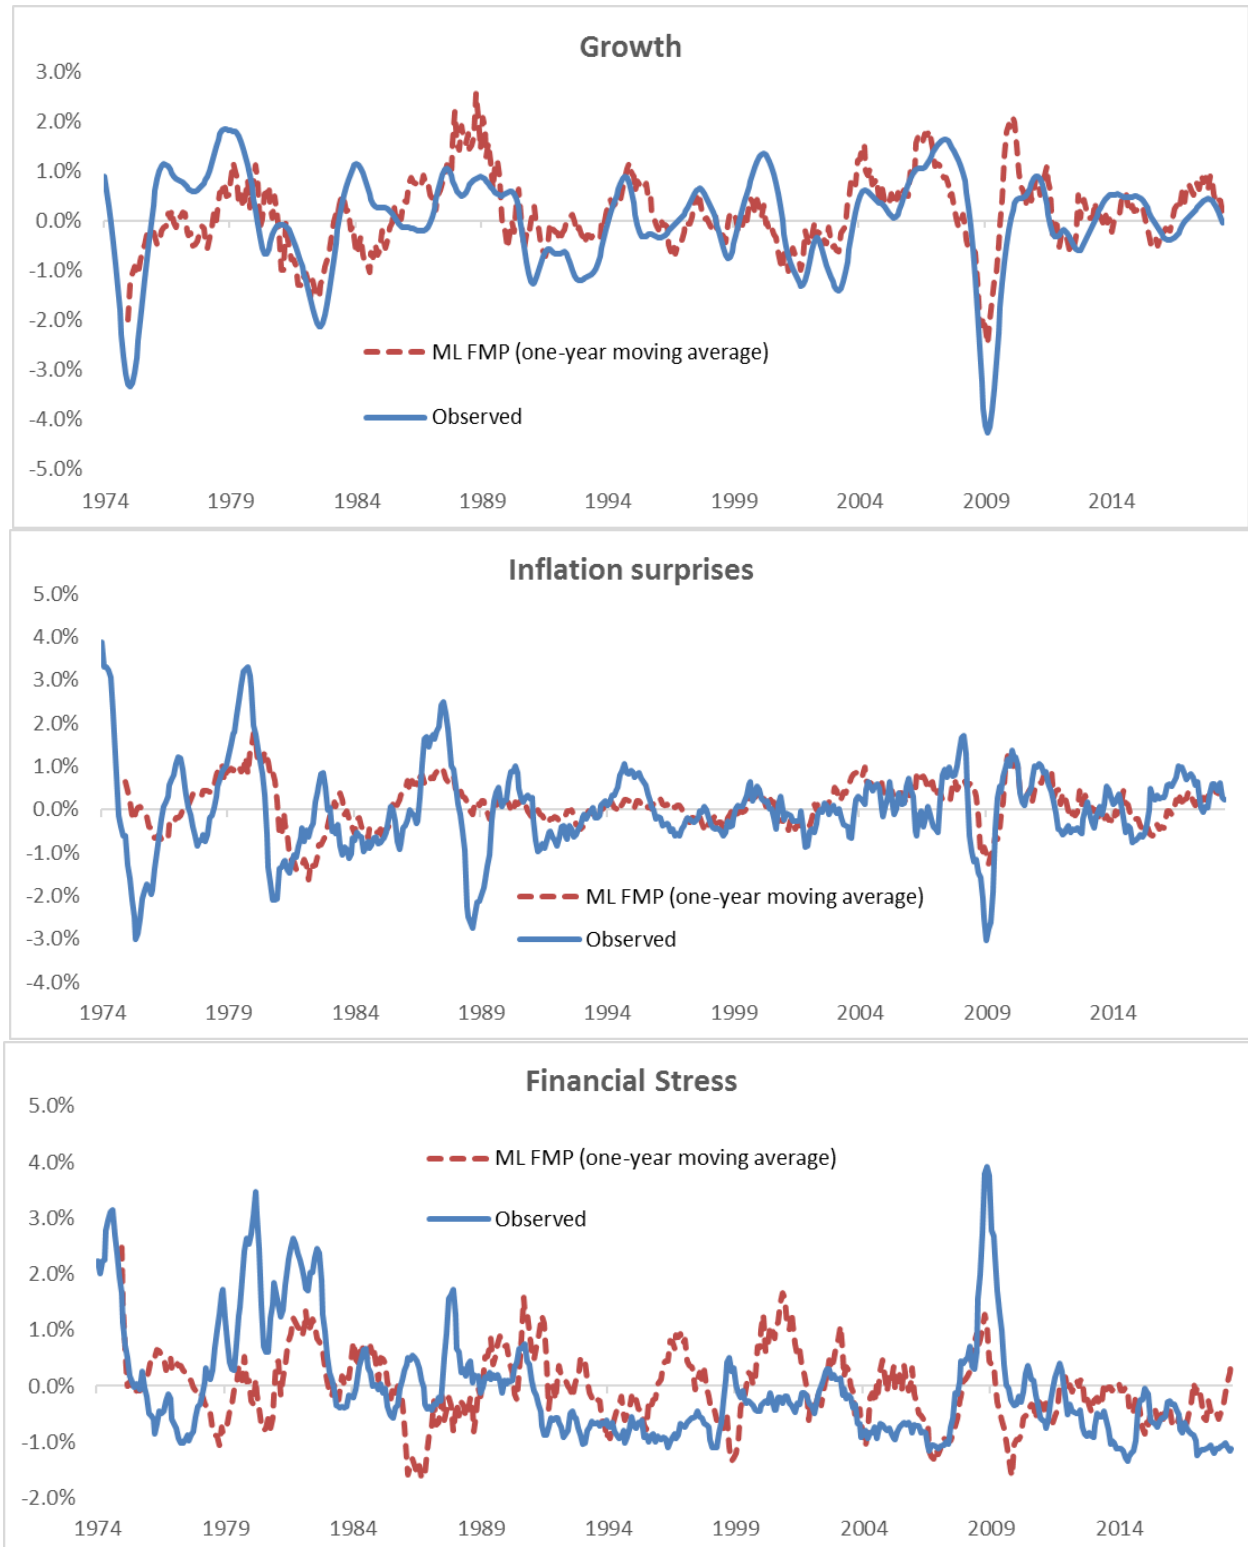 Growth
3.0%
2.0%
1.0%
0.0%
-1.0%
-2.0%
-3.0%
-4.0%
-5.0%
ML FMP (one-year moving average)
Observed
1974 1979 1984 1989 1994 1999 2004 2009 2014
Inflation surprises
5.0%
4.0%
3.0%
2.0%
1.0%
0.0%
-1.0%
-2.0%
-3.0%
-4.0%
ML FMP (one-year moving average)
Observed
1974 1979 1984 1989 1994 1999 2004 2009 2014
Financial Stress
5.0%
4.0%
3.0%
2.0%
1.0%
0.0%
-1.0%
-2.0%
ML FMP (one-year moving average)
Observed
1974 1979 1984 1989 1994 1999 2004 2009 2014